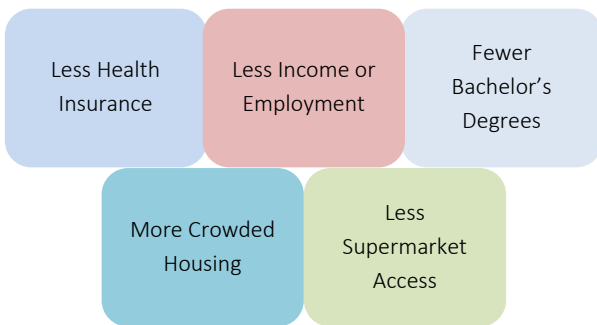 Less Health
Insurance
Less Income or
Employment
Fewer
Bachelor’s
Degrees
More Crowded
Housing
Less
Supermarket
Access